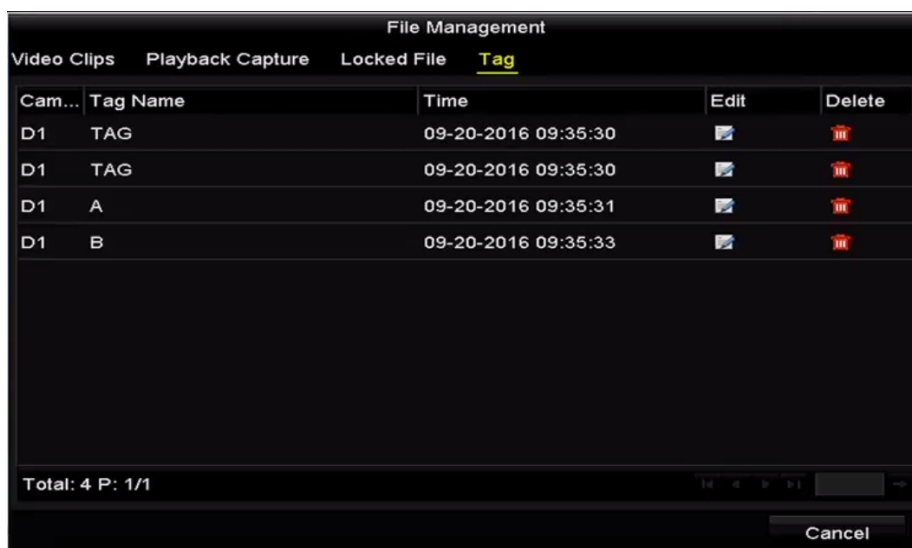 File Management
Video Clips Playback Capture Locked File Tag
Cam... Tag Name Time Edit Delete
D1 TAG 09-20-2016 09:35:30
D1 TAG 09-20-2016 09:35:30
D1 A 09-20-2016 09:35:31
D1 B 09-20-2016 09:35:33
Total: 4 P: 1/1
Cancel